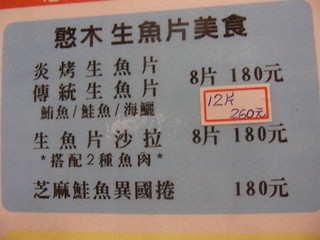 憨木生魚片美食
炎烤生魚片 8片 180元
傳統生魚片 12片 260元
鮪魚/鮭魚/海鱺
生魚片沙拉 8片 180元
*搭配2種魚肉*
芝麻鮭魚異國捲 180元